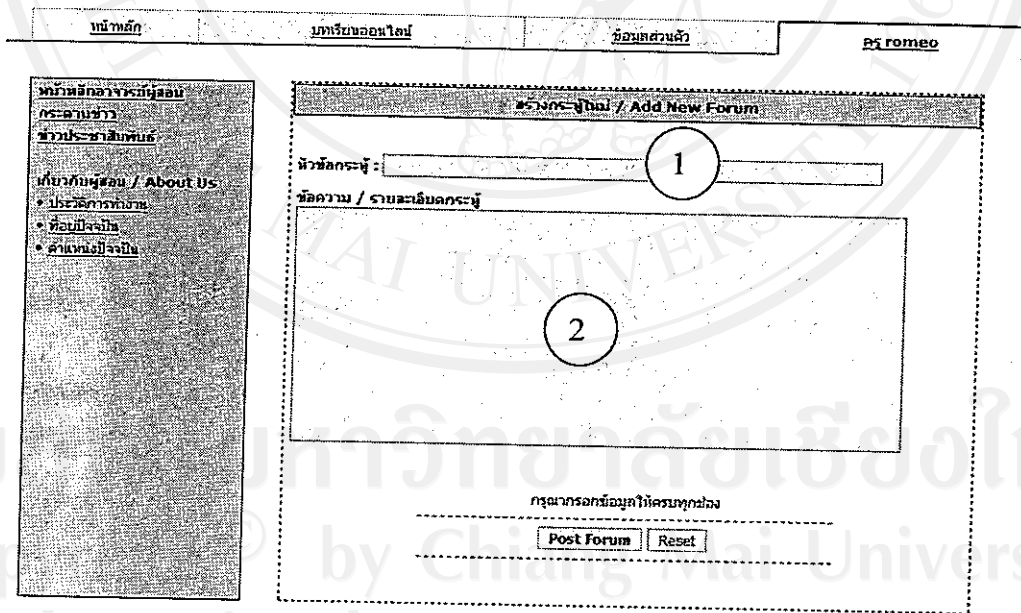 หน้าหลัก
บทเรียนออนไลน์
ข้อมูลส่วนตัว
ครู romeo
หน้าหลักอาจารย์ผู้สอน
กระดานข่าว
ข่าวประชาสัมพันธ์
เกี่ยวกับผู้สอน / About Us
• ประวัติการทำงาน
• ที่อยู่ปัจจุบัน
• ตำแหน่งปัจจุบัน
สร้างกระทู้ใหม่ / Add New Forum
หัวข้อกระทู้ :
1
ข้อความ / รายละเอียดกระทู้
2
กรุณากรอกข้อมูลให้ครบทุกช่อง
Post Forum Reset
MAI UNIVERSITY
by Chiang Mai Univers